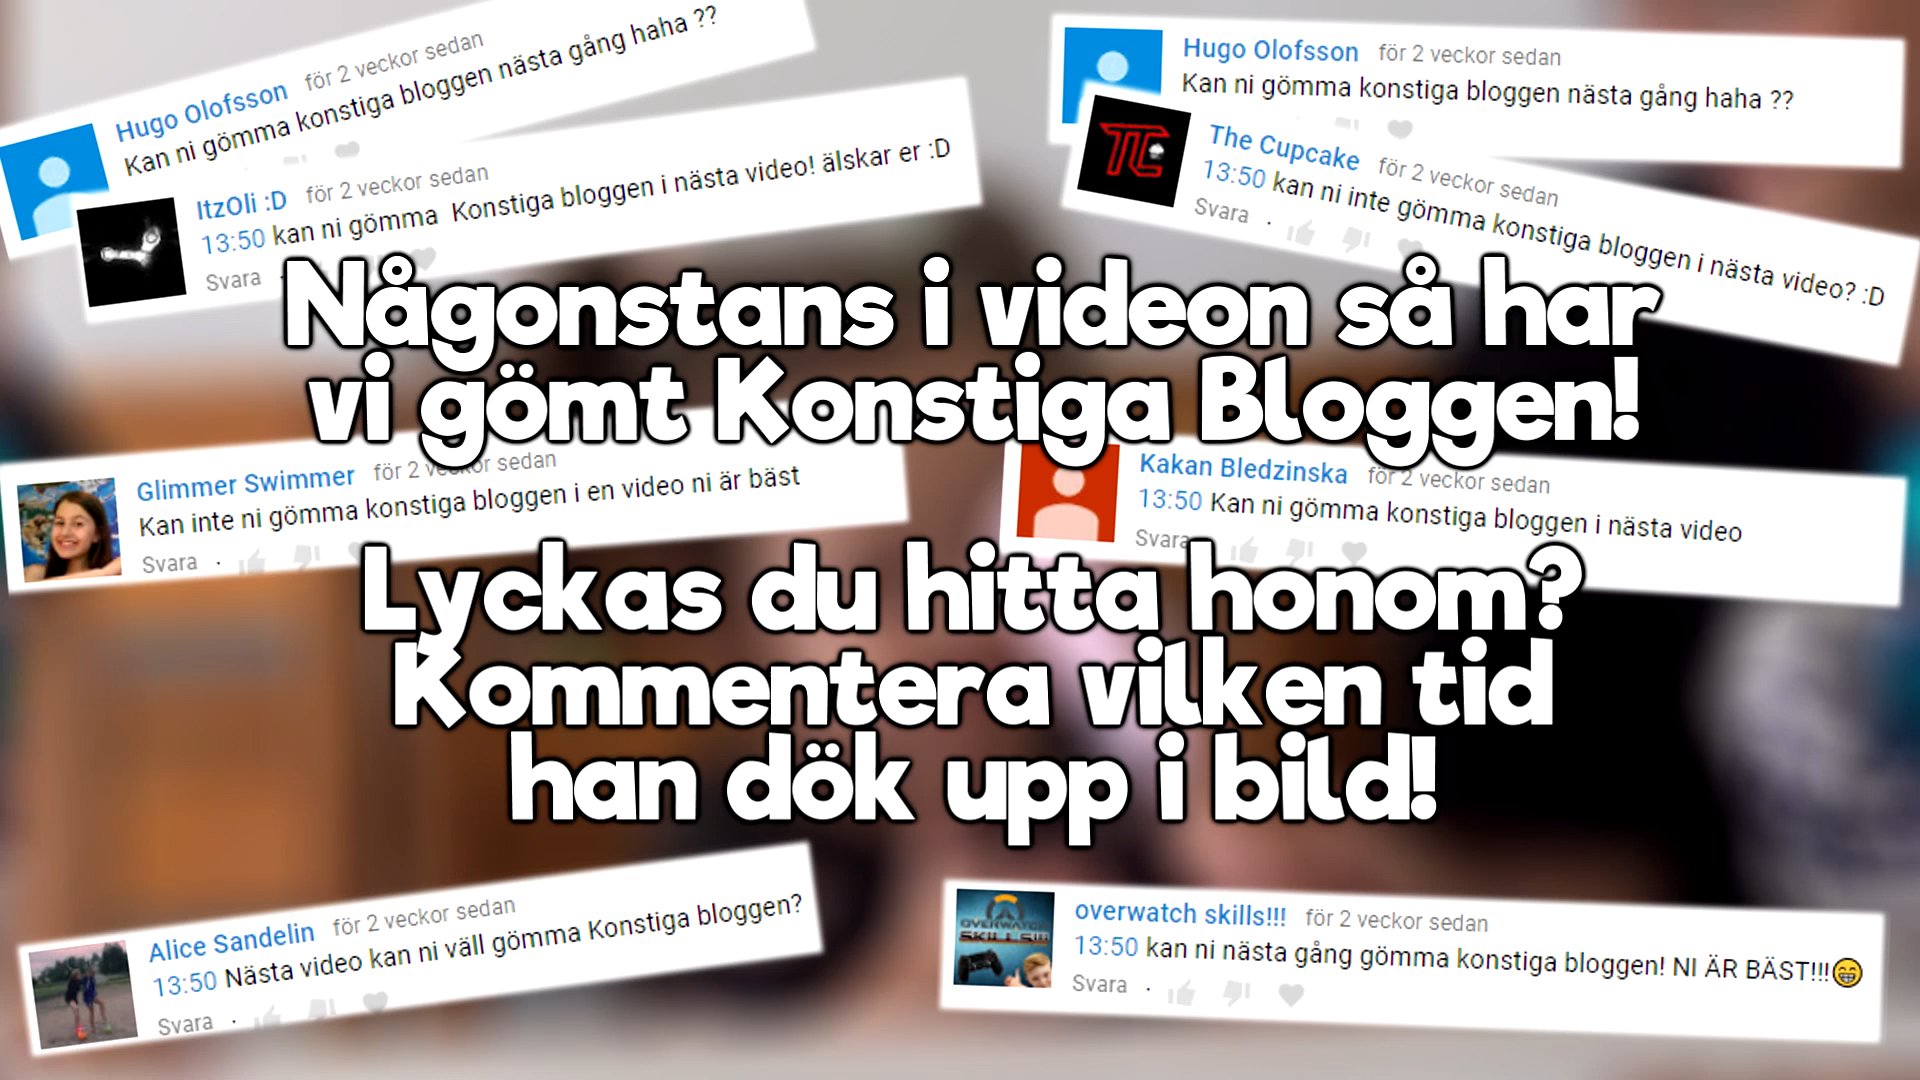 Hugo Olofsson för 2 veckor sedan
Kan ni gömma konstiga bloggen nästa gång haha ??
ItzOli :D för 2 veckor sedan
13:50 kan ni gömma Konstiga bloggen i nästa video! älskar er :D
Svara
Hugo Olofsson för 2 veckor sedan
Kan ni gömma konstiga bloggen nästa gång haha ??
TC
The Cupcake för 2 veckor sedan
13:50 kan ni inte gömma konstiga bloggen i nästa video? :D
Svara ·
Någonstans i videon så har
vi gömt Konstiga Bloggen!
Glimmer Swimmer för 2 veckor sedan
Kan inte ni gömma konstiga bloggen i en video ni är bäst
Svara ·
Kakan Bledzinska för 2 veckor sedan
13:50 Kan ni gömma konstiga bloggen i nästa video
Svara
Lyckas du hitta honom?
Kommentera vilken tid
han dök upp i bild!
Alice Sandelin för 2 veckor sedan
13:50 Nästa video kan ni väll gömma Konstiga bloggen?
Svara ·
OVERWATCH
SKILLS!!!
overwatch skills!!! för 2 veckor sedan
13:50 kan ni nästa gång gömma konstiga bloggen! NI ÄR BÄST!!!😁
Svara ·